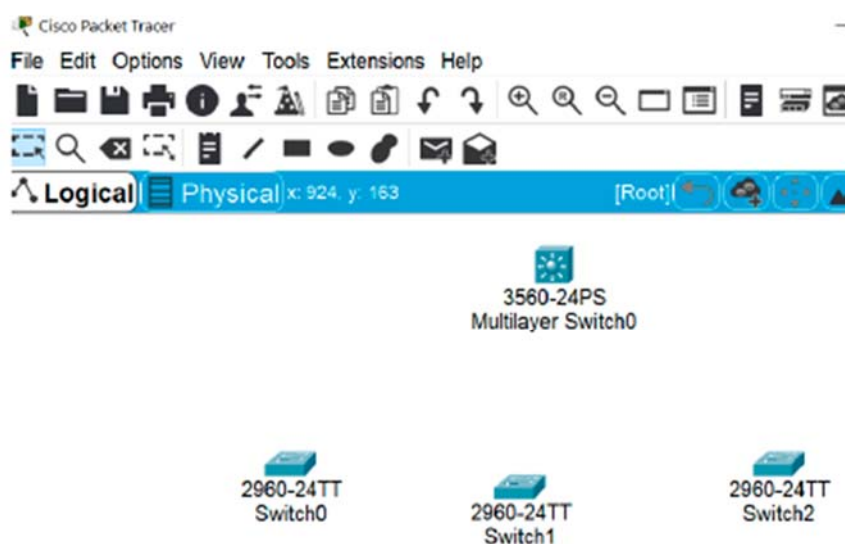 Cisco Packet Tracer
File Edit Options View Tools Extensions Help
Logical Physical x: 924, y: 163 [Root]
3560-24PS
Multilayer Switch0
2960-24TT
Switch0
2960-24TT
Switch1
2960-24TT
Switch2